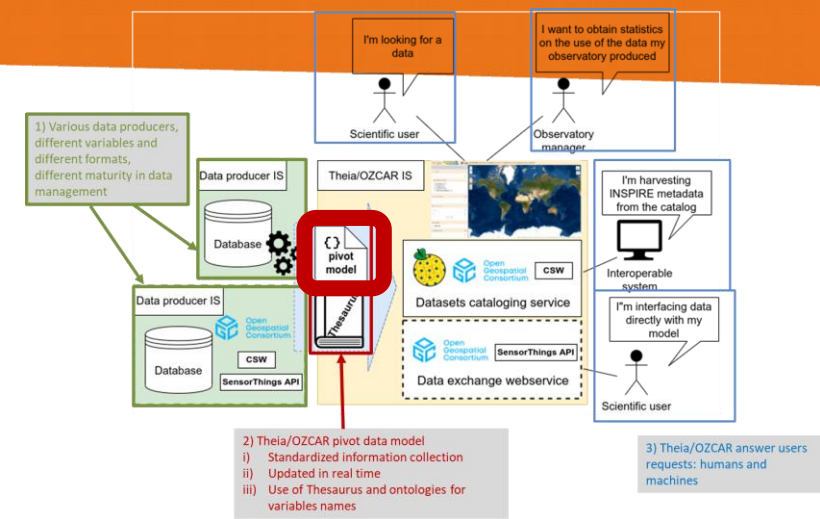 I'm looking for a
data
I want to obtain statistics
on the use of the data my
observatory produced
Scientific user
Observatory
manager
1) Various data producers,
different variables and
different formats,
different maturity in data
management
Data producer IS
Database
Theia/OZCAR IS
{}
pivot
model
Thesaurus
I'm harvesting
INSPIRE metadata
from the catalog
Interoperable
system
Open
Geospatial
Consortium
CSW
Datasets cataloging service
Data producer IS
Open
Geospatial
Consortium
CSW
SensorThings API
Database
Open
Geospatial
Consortium
SensorThings API
Data exchange webservice
I"m interfacing data
directly with my
model
Scientific user
2) Theia/OZCAR pivot data model
i) Standardized information collection
ii) Updated in real time
iii) Use of Thesaurus and ontologies for
variables names
3) Theia/OZCAR answer users
requests: humans and
machines